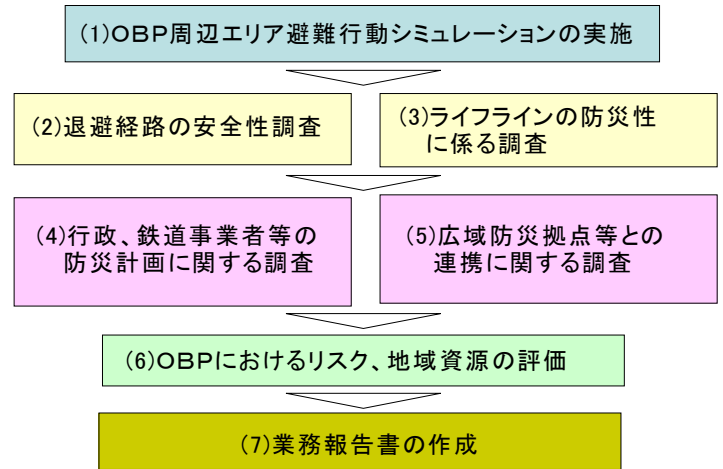 (1)OBP周辺エリア避難行動シミュレーションの実施
(2)退避経路の安全性調査
(3)ライフラインの防災性
に係る調査
(4)行政、鉄道事業者等の
防災計画に関する調査
(5)広域防災拠点等との
連携に関する調査
(6)OBPにおけるリスク、地域資源の評価
(7)業務報告書の作成